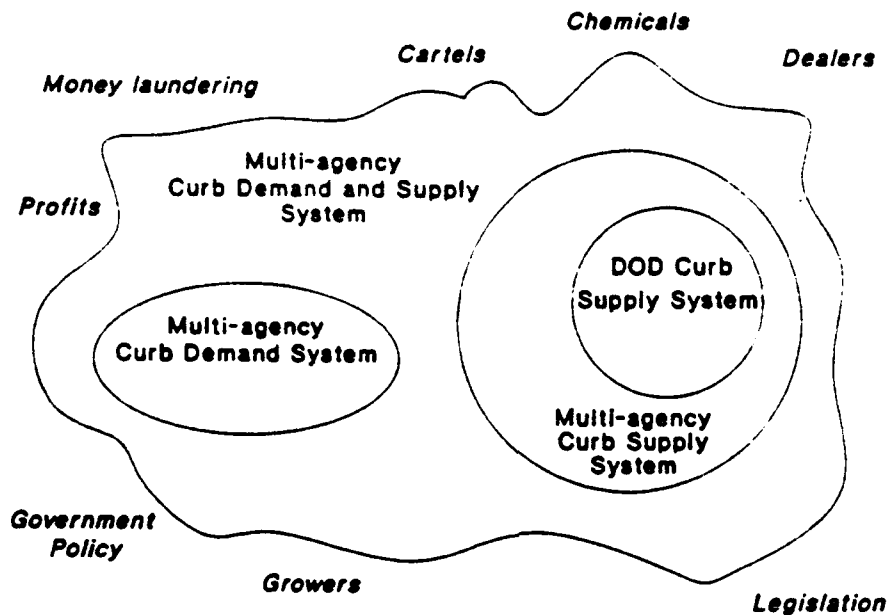 Chemicals
Cartels
Dealers
Money laundering
Multi-agency
Curb Demand and Supply
System
Profits
DOD Curb
Supply System
Multi-agency
Curb Demand System
Multi-agency
Curb Supply
System
Government
Policy
Growers
Legislation